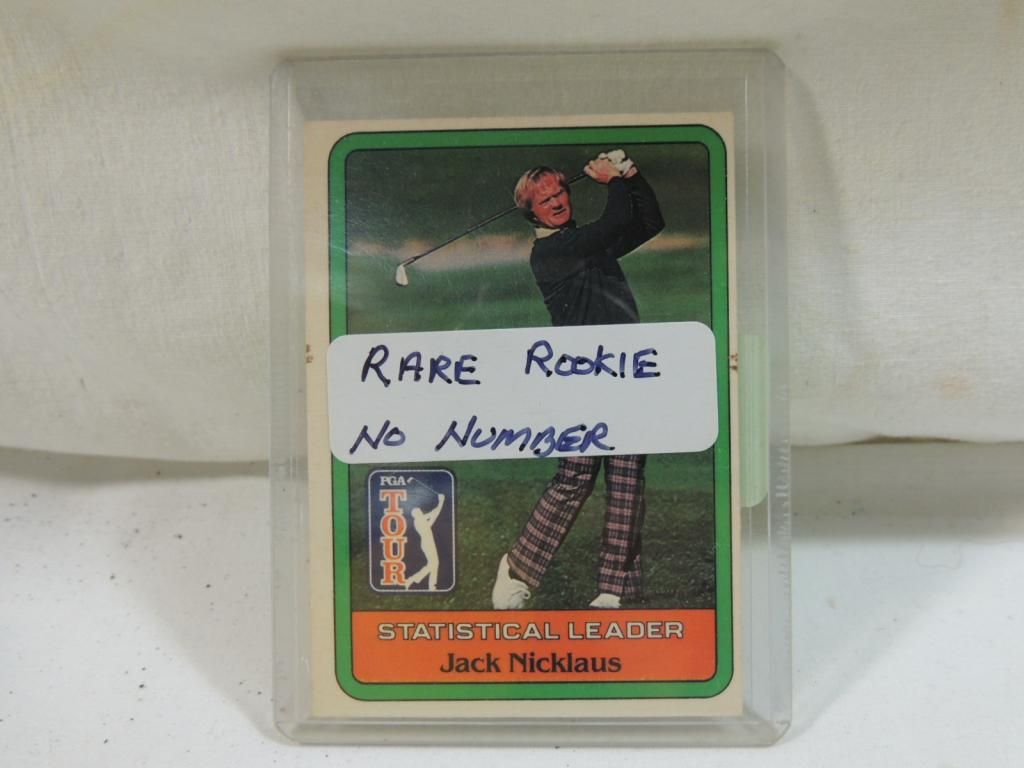 RARE ROOKIE
NO NUMBER
PGA
TOUR
STATISTICAL LEADER
Jack Nicklaus